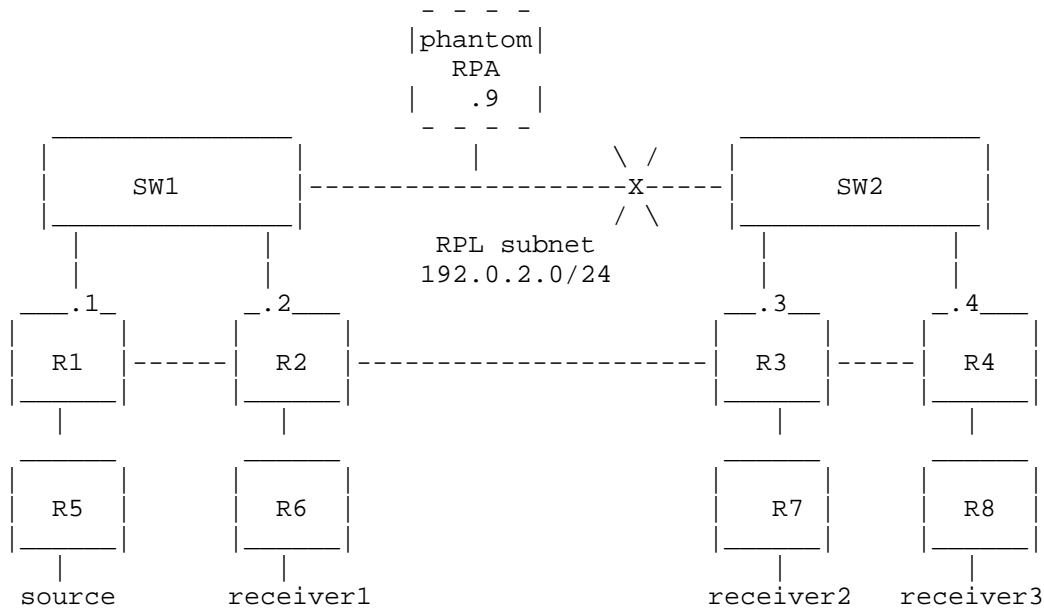 phantom
RPA
.9
SW1
X
SW2
RPL subnet
192.0.2.0/24
.1 .2 .3 .4
R1 R2 R3 R4
R5 R6 R7 R8
source receiver1 receiver2 receiver3